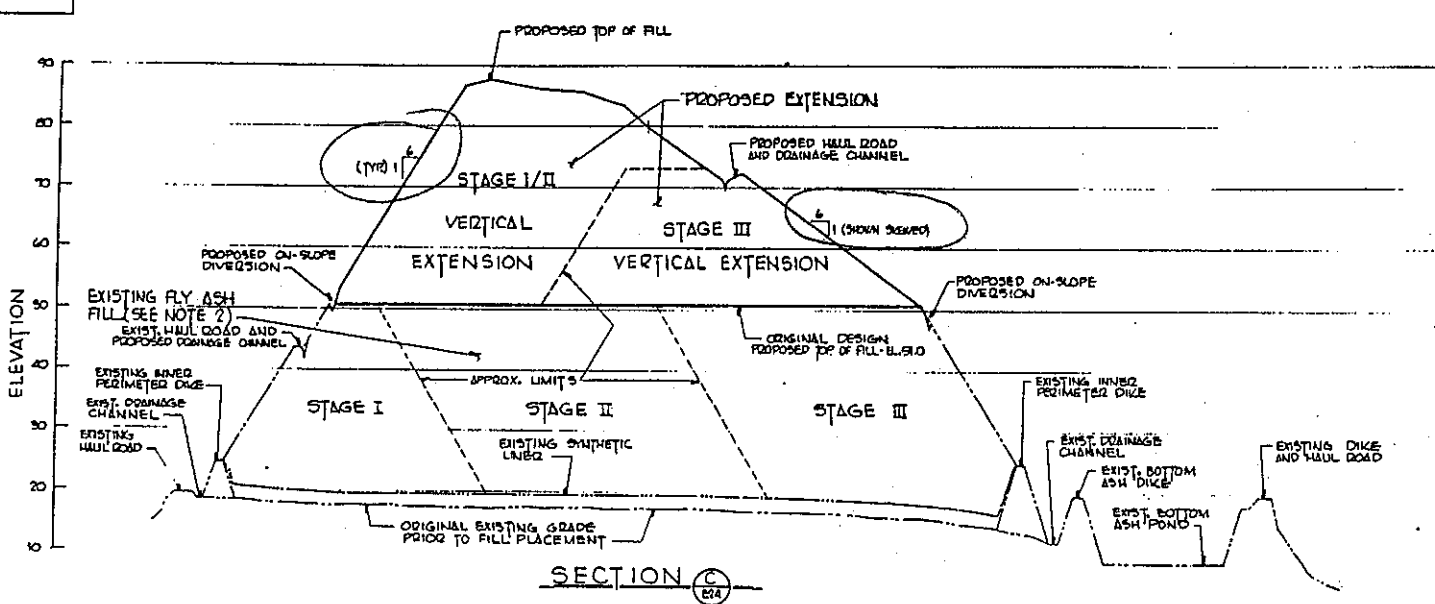 PROPOSED TOP OF FILL
90
80
70
60
50
40
30
20
10
ELEVATION
PROPOSED EXTENSION
6
(TYP) 1
STAGE I/II
VERTICAL
EXTENSION
PROPOSED HAUL ROAD
AND DRAINAGE CHANNEL
STAGE III
VERTICAL EXTENSION
6
1 (SHOWN SKEWED)
PROPOSED ON-SLOPE
DIVERSION
PROPOSED ON-SLOPE
DIVERSION
EXISTING FLY ASH
FILL (SEE NOTE 2)
EXIST. HAUL ROAD AND
PROPOSED DRAINAGE CHANNEL
ORIGINAL DESIGN
PROPOSED TOP OF FILL-EL.51.0
EXISTING INNER
PERIMETER DIKE
EXIST. DRAINAGE
CHANNEL
EXISTING
HAUL ROAD
APPROX. LIMITS
STAGE I
STAGE II
STAGE III
EXISTING SYNTHETIC
LINER
EXISTING INNER
PERIMETER DIKE
EXIST. DRAINAGE
CHANNEL
EXIST. BOTTOM
ASH DIKE
EXISTING DIKE
AND HAUL ROAD
EXIST. BOTTOM
ASH POND
ORIGINAL EXISTING GRADE
PRIOR TO FILL PLACEMENT
SECTION C